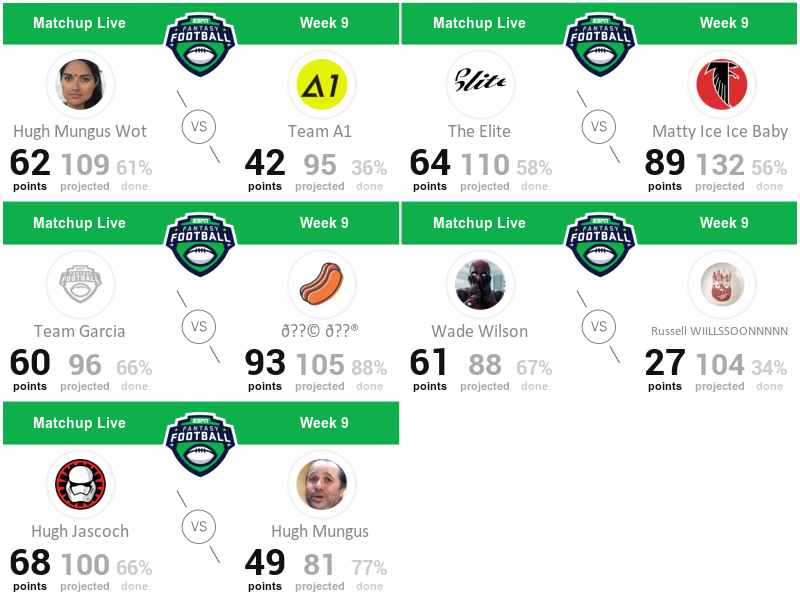 Matchup Live Week 9
ESPN
FANTASY
FOOTBALL
A1
VS
Hugh Mungus Wot Team A1
62 109 61% 42 95 36%
points projected done points projected done
Matchup Live Week 9
ESPN
FANTASY
FOOTBALL
Elite
VS
The Elite Matty Ice Ice Baby
64 110 58% 89 132 56%
points projected done points projected done
Matchup Live Week 9
ESPN
FANTASY
FOOTBALL
ESPN
FANTASY
FOOTBALL
VS
Team Garcia ð??© ð??®
60 96 66% 93 105 88%
points projected done points projected done
Matchup Live Week 9
ESPN
FANTASY
FOOTBALL
VS
Wade Wilson Russell WIILLSSOONNNNN
61 88 67% 27 104 34%
points projected done points projected done
Matchup Live Week 9
ESPN
FANTASY
FOOTBALL
VS
Hugh Jascoch Hugh Mungus
68 100 66% 49 81 77%
points projected done points projected done